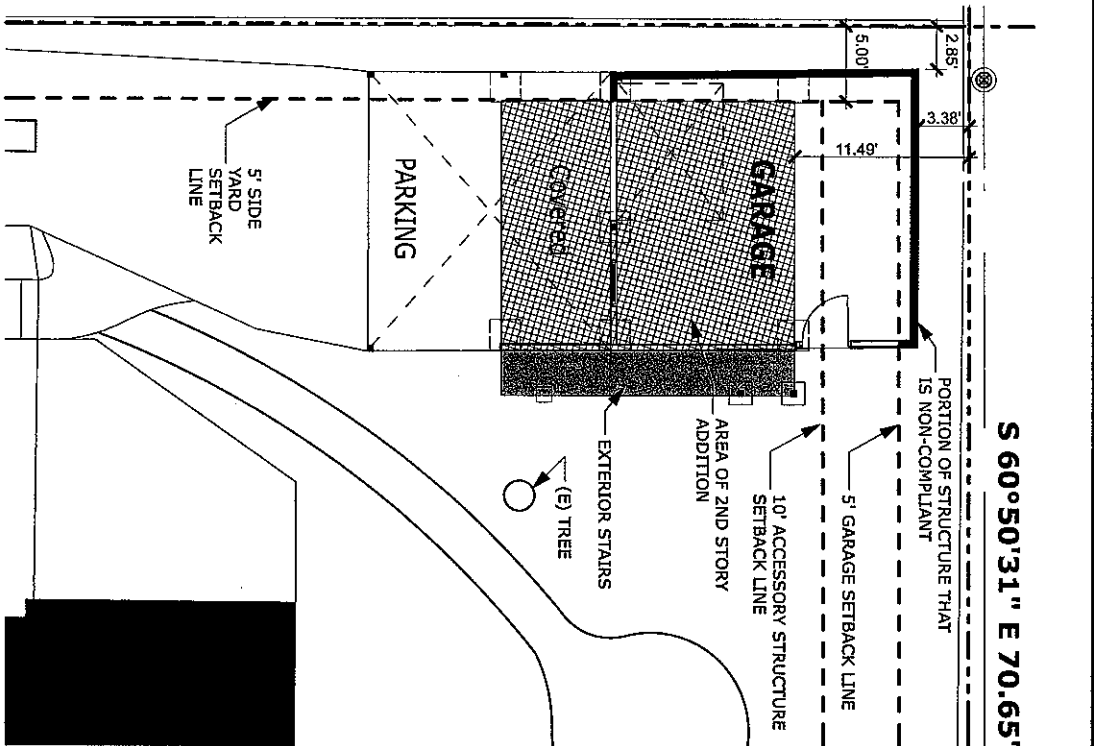 S 60°50'31" E 70.65'
2.85'
5.00'
3.38'
11.49'
PORTION OF STRUCTURE THAT
IS NON-COMPLIANT
5' GARAGE SETBACK LINE
10' ACCESSORY STRUCTURE
SETBACK LINE
GARAGE
AREA OF 2ND STORY
ADDITION
Covered
EXTERIOR STAIRS
(E) TREE
PARKING
5' SIDE
YARD
SETBACK
LINE